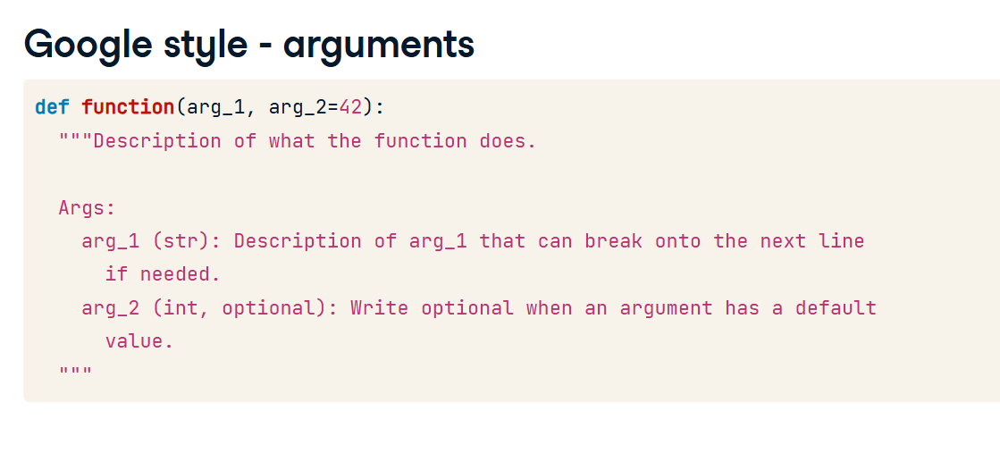 Google style - arguments
def function(arg_1, arg_2=42):
"""Description of what the function does.
Args:
arg_1 (str): Description of arg_1 that can break onto the next line
if needed.
arg_2 (int, optional): Write optional when an argument has a default
value.
"""